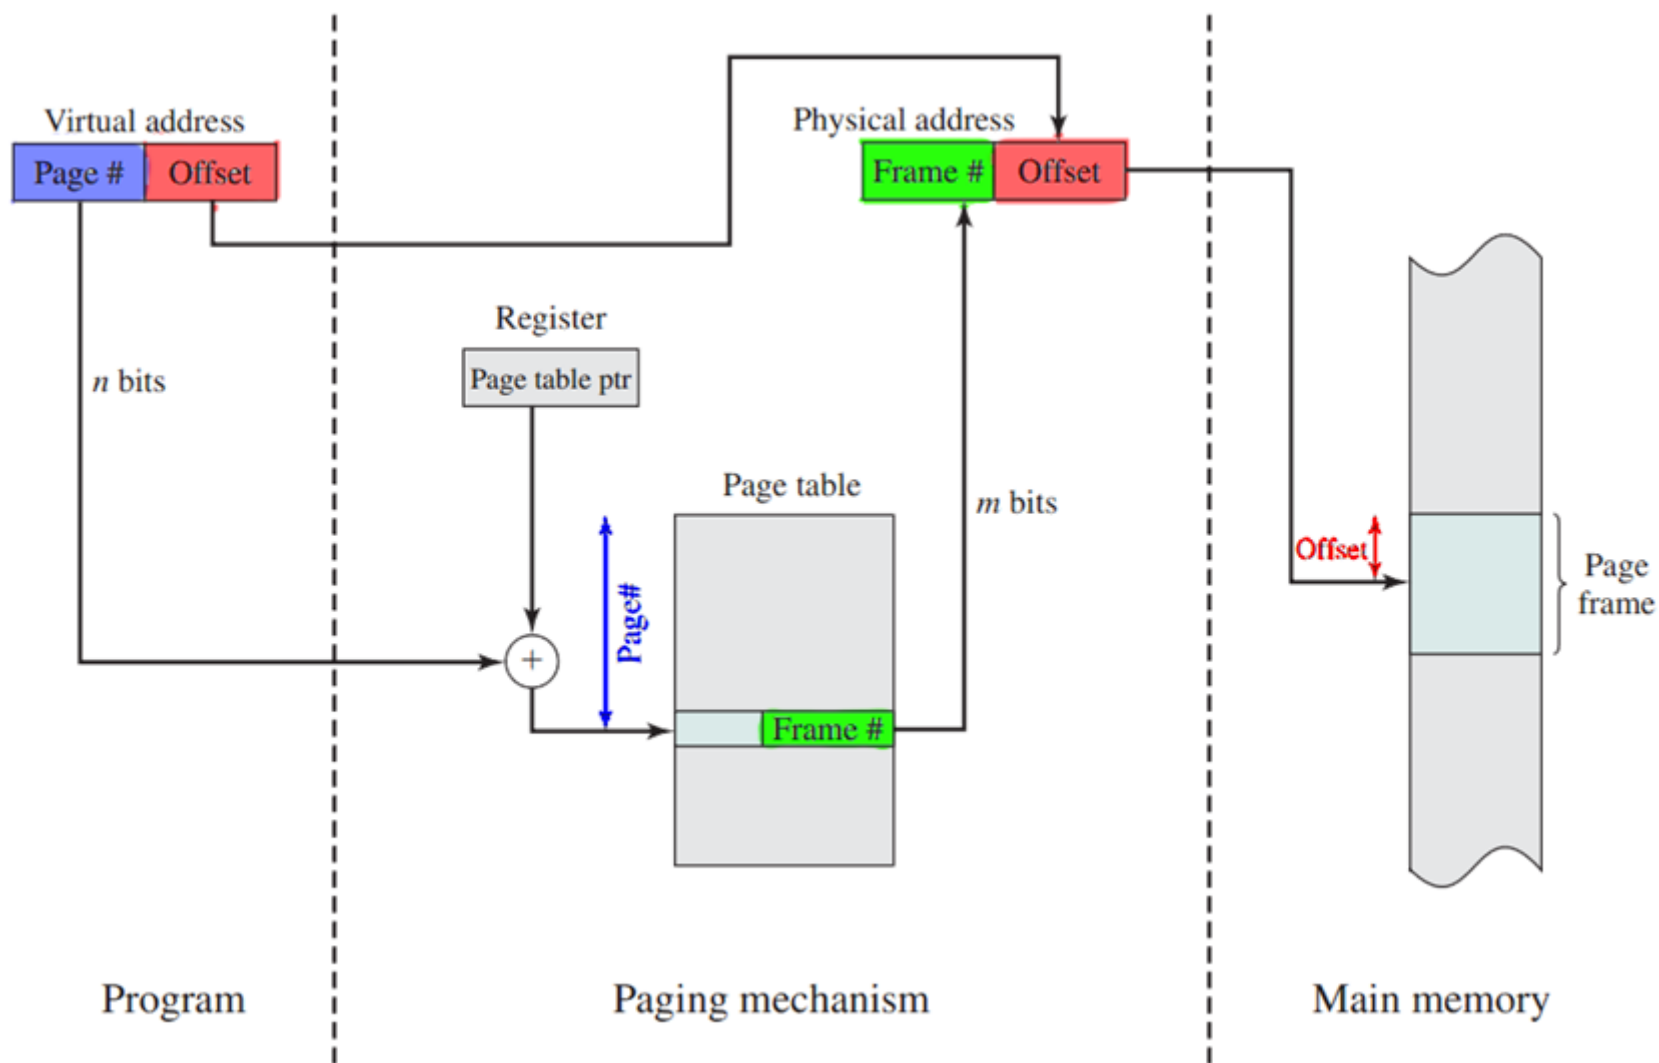 Virtual address
Page #
Offset
Physical address
Frame #
Offset
n bits
Register
Page table ptr
Page table
Page#
+
Frame #
m bits
Offset
Page
frame
Program
Paging mechanism
Main memory